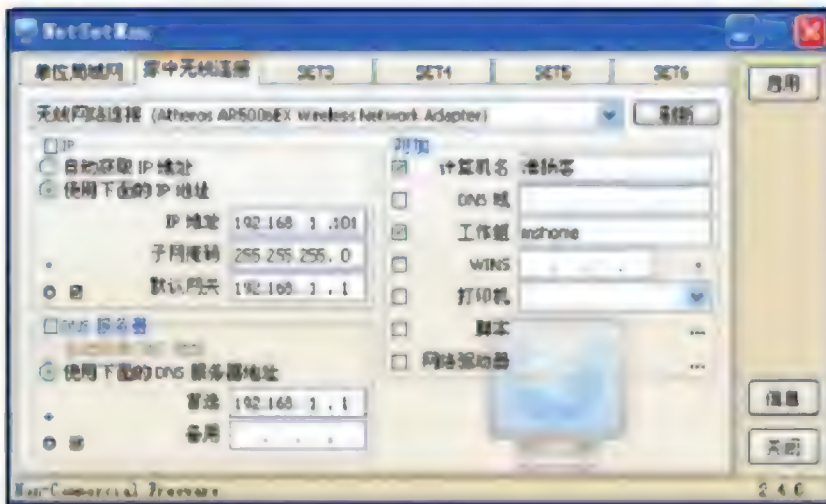 NetSetMan
单位局域网 家中无线连接 SET3 SET4 SET5 SET6
启用
无线网络连接 (Atheros AR5006EX Wireless Network Adapter) 刷新
IP
自动获取 IP 地址
使用下面的 IP 地址
IP 地址 192.168. 1 .101
子网掩码 255.255.255. 0
默认网关 192.168. 1 . 1
DNS 服务器
使用下面的 DNS 服务器地址
首选 192.168. 1 . 1
备用
附加
计算机名
DNS 域
工作组 mshome
WINS
打印机
脚本 ...
网络驱动器 ...
信息
关闭
Non-Commercial Freeware 2.4.0